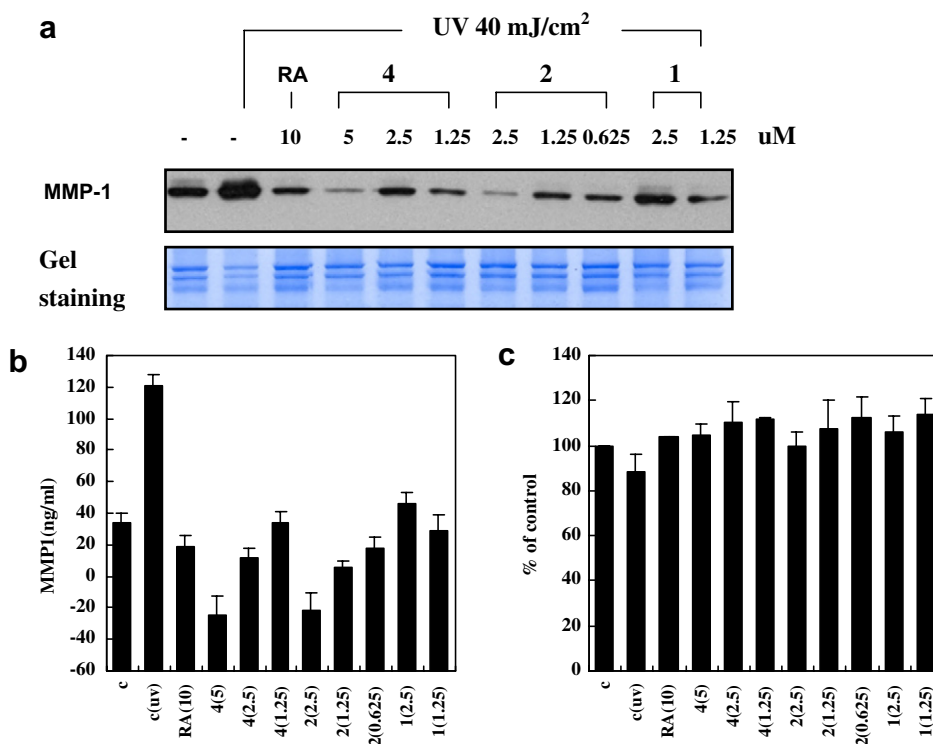 a
UV 40 mJ/cm²
RA 4 2 1
- - 10 5 2.5 1.25 2.5 1.25 0.625 2.5 1.25 uM
MMP-1
Gel
staining
b
MMP1(ng/ml)
140
120
100
80
60
40
20
0
-20
-40
-60
c
c(uv)
RA(10)
4(5)
4(2.5)
4(1.25)
2(2.5)
2(1.25)
2(0.625)
1(2.5)
1(1.25)
c
% of control
140
120
100
80
60
40
20
0
c
c(uv)
RA(10)
4(5)
4(2.5)
4(1.25)
2(2.5)
2(1.25)
2(0.625)
1(2.5)
1(1.25)